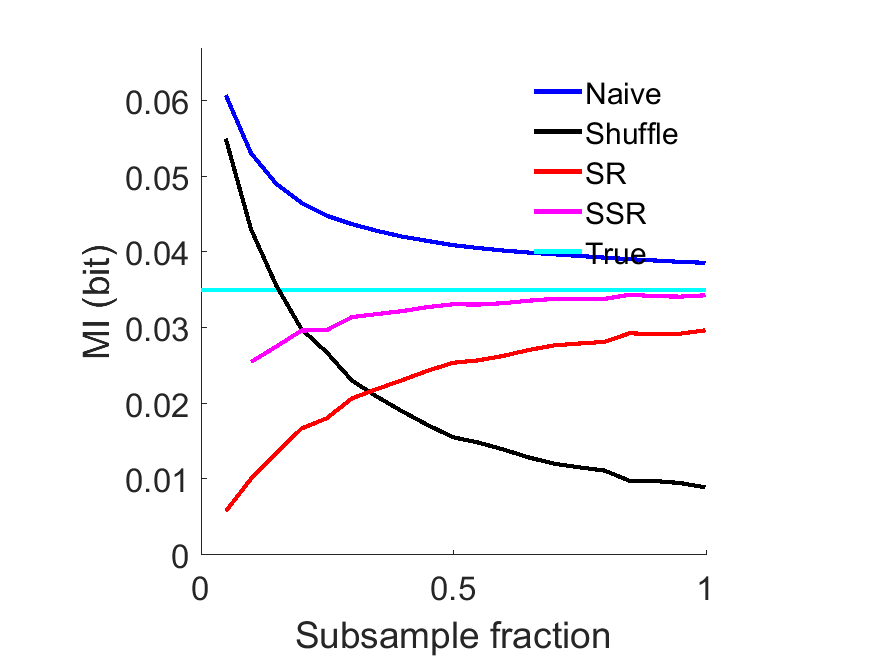 MI (bit)
0.06
0.05
0.04
0.03
0.02
0.01
0
Naive
Shuffle
SR
SSR
True
0
0.5
1
Subsample fraction